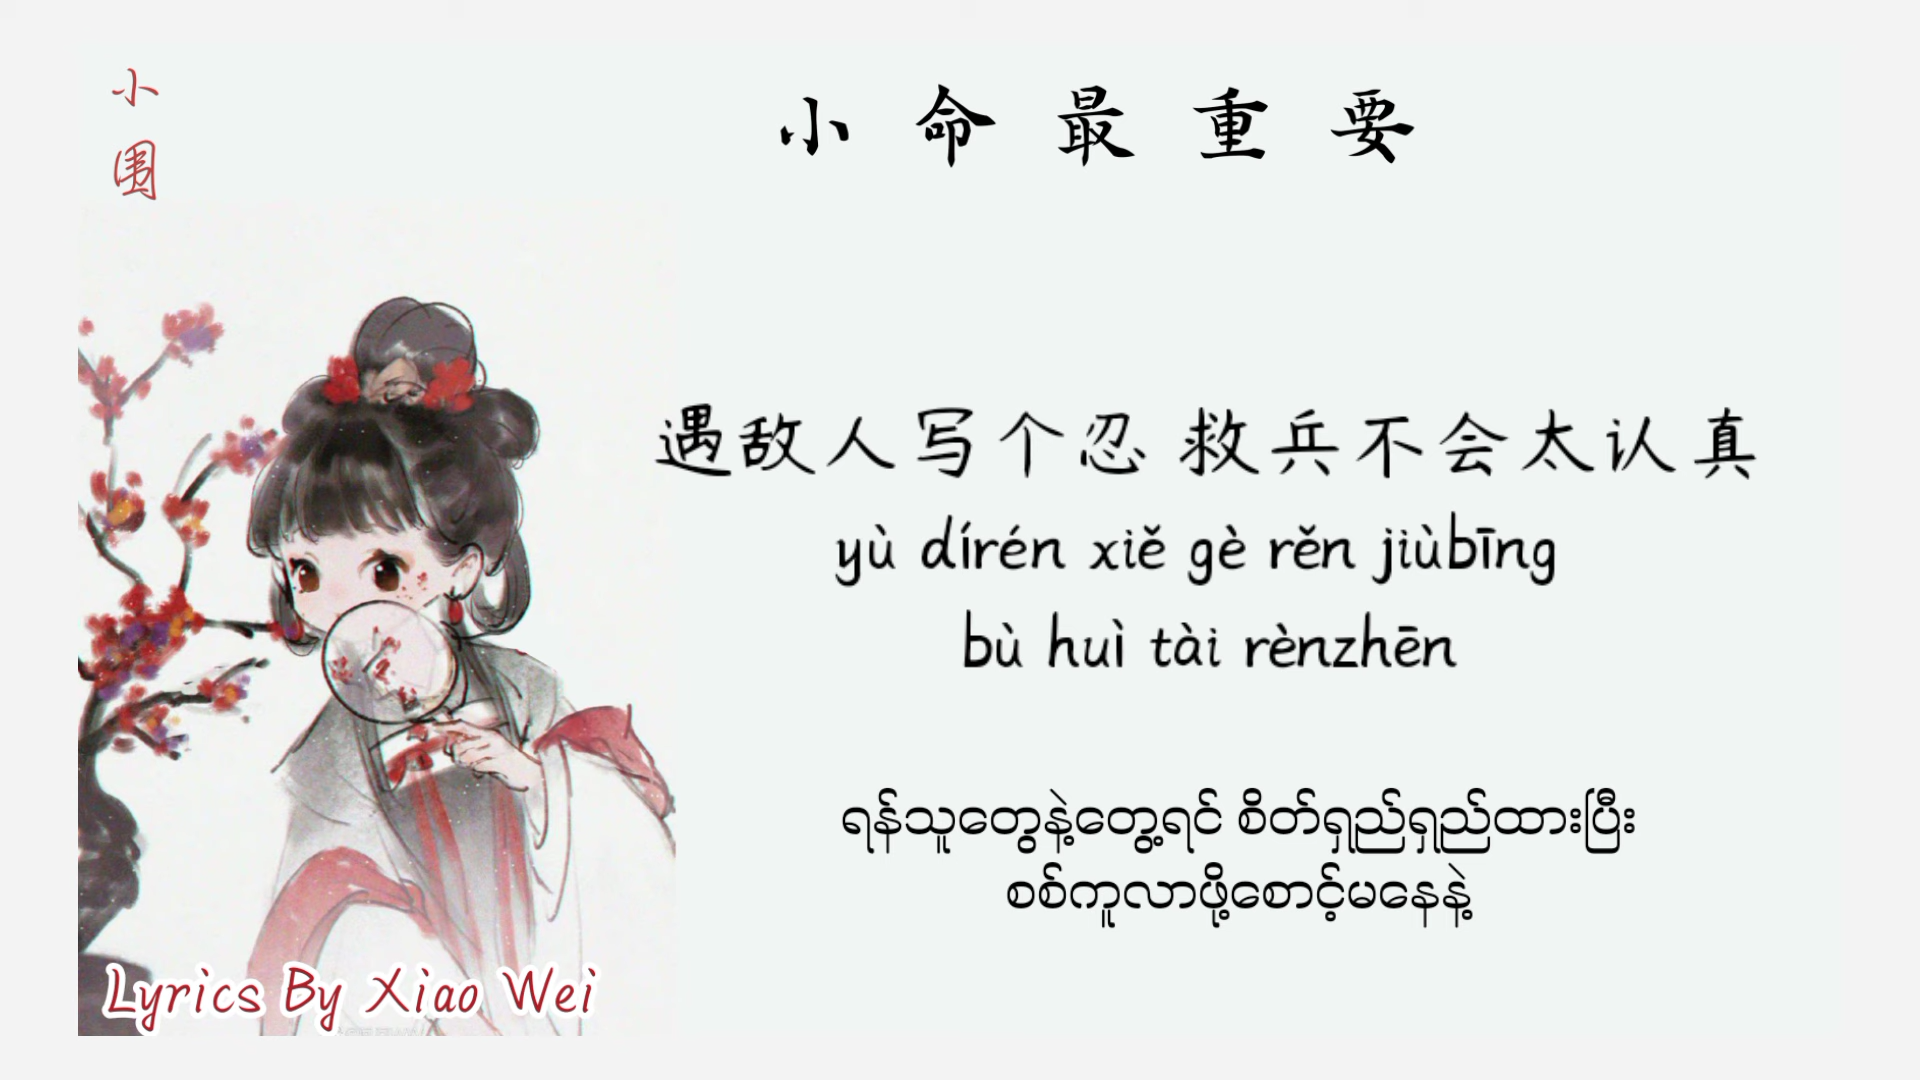 小围
小命最重要
遇敌人写个忍 救兵不会太认真
yù dírén xiě gè rěn jiùbīng
bù huì tài rènzhēn
ရန်သူတွေနဲ့တွေ့ရင် စိတ်ရှည်ရှည်ထားပြီး
စစ်ကူလာဖို့စောင့်မနေနဲ့
Lyrics By Xiao Wei